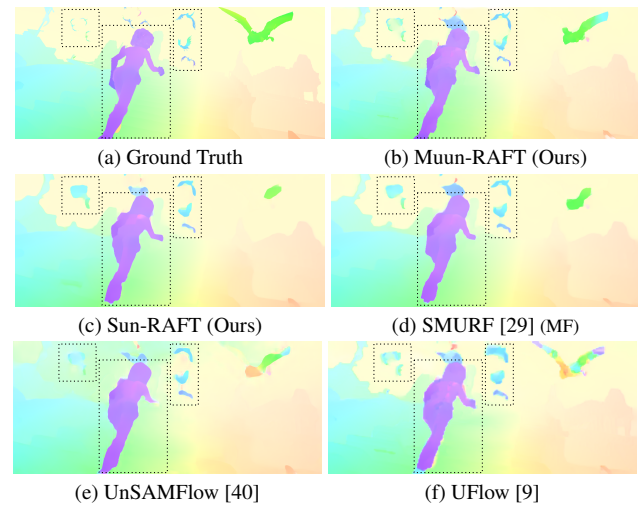 (a) Ground Truth
(b) Muun-RAFT (Ours)
(c) Sun-RAFT (Ours)
(d) SMURF [29] (MF)
(e) UnSAMFlow [40]
(f) UFlow [9]